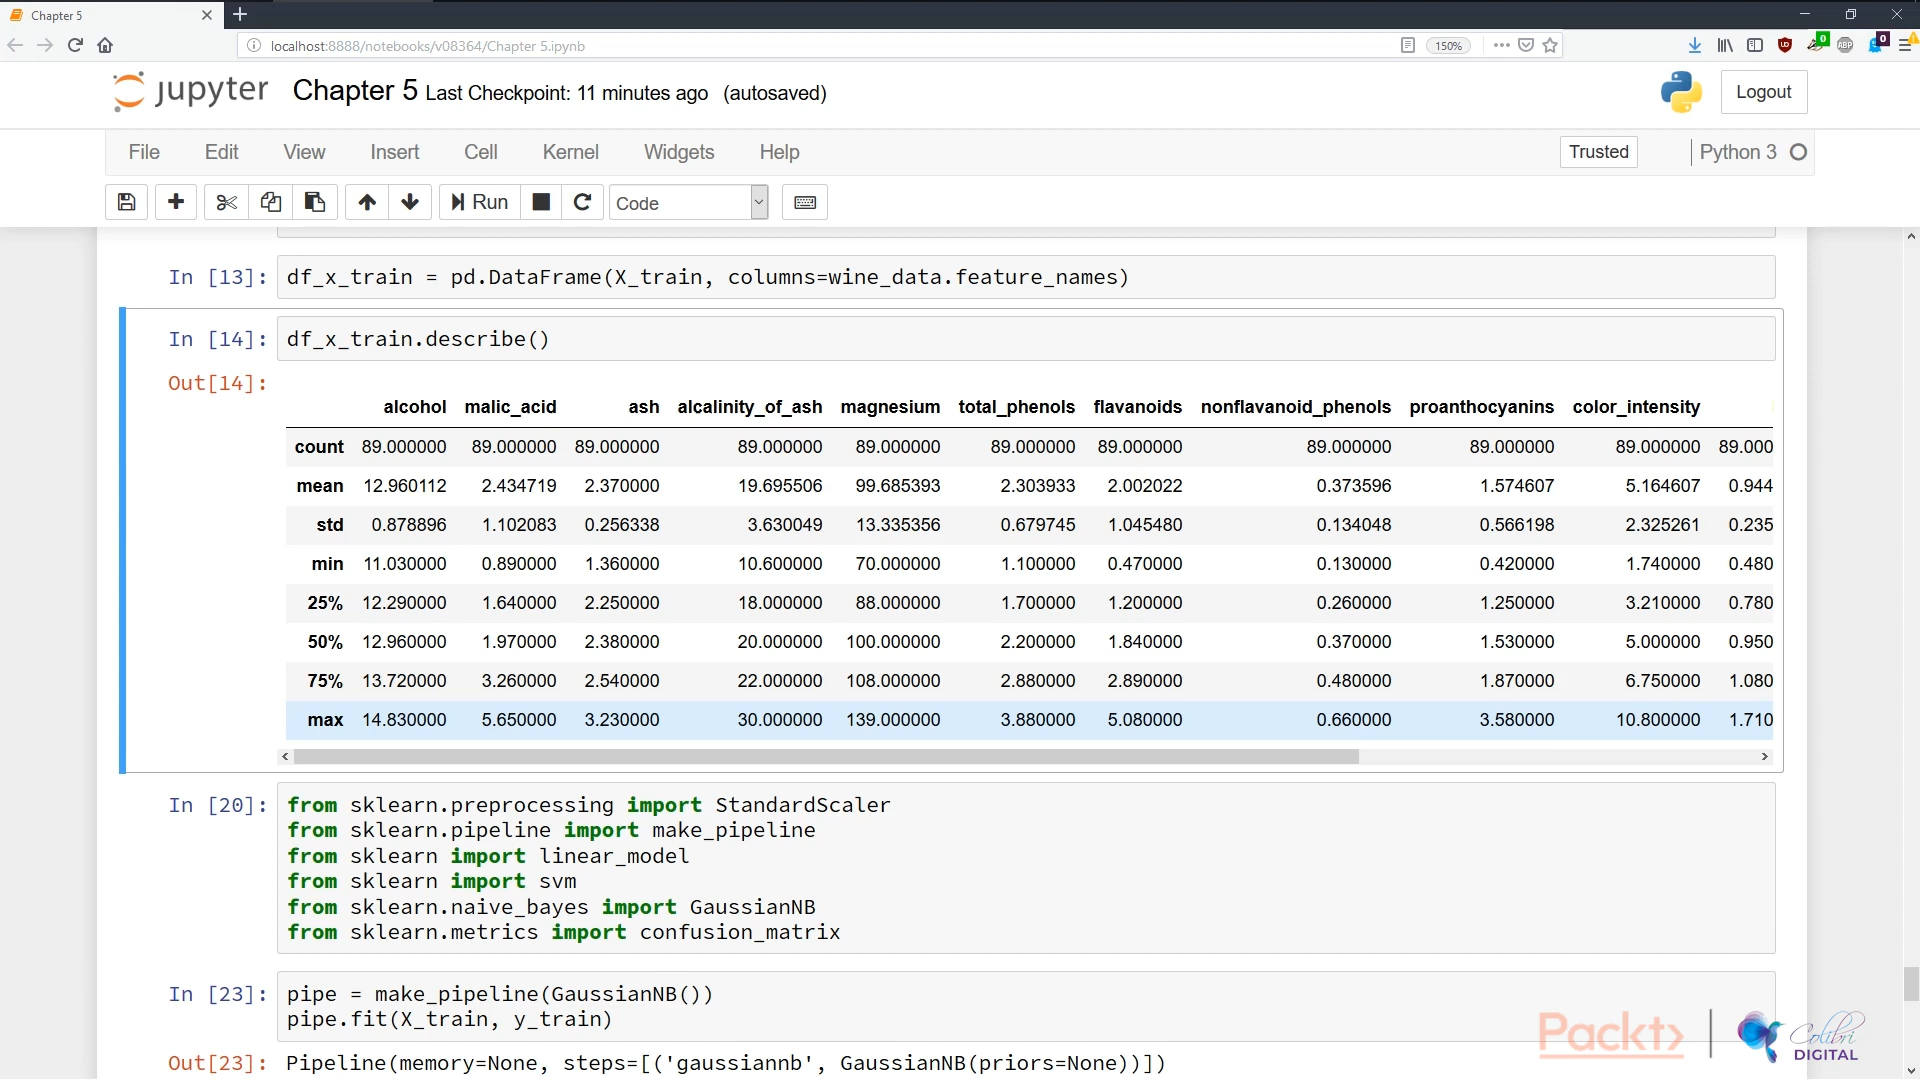 Chapter 5
localhost:8888/notebooks/v08364/Chapter 5.ipynb
150%
0
ABP
0
jupyter Chapter 5 Last Checkpoint: 11 minutes ago (autosaved)
Logout
File Edit View Insert Cell Kernel Widgets Help
Trusted
Python 3
Run
Code
In [13]: df_x_train = pd.DataFrame(X_train, columns=wine_data.feature_names)
In [14]: df_x_train.describe()
Out[14]:
alcohol malic_acid ash alcalinity_of_ash magnesium total_phenols flavanoids nonflavanoid_phenols proanthocyanins color_intensity
count 89.000000 89.000000 89.000000 89.000000 89.000000 89.000000 89.000000 89.000000 89.000000 89.000000 89.000
mean 12.960112 2.434719 2.370000 19.695506 99.685393 2.303933 2.002022 0.373596 1.574607 5.164607 0.944
std 0.878896 1.102083 0.256338 3.630049 13.335356 0.679745 1.045480 0.134048 0.566198 2.325261 0.235
min 11.030000 0.890000 1.360000 10.600000 70.000000 1.100000 0.470000 0.130000 0.420000 1.740000 0.480
25% 12.290000 1.640000 2.250000 18.000000 88.000000 1.700000 1.200000 0.260000 1.250000 3.210000 0.780
50% 12.960000 1.970000 2.380000 20.000000 100.000000 2.200000 1.840000 0.370000 1.530000 5.000000 0.950
75% 13.720000 3.260000 2.540000 22.000000 108.000000 2.880000 2.890000 0.480000 1.870000 6.750000 1.080
max 14.830000 5.650000 3.230000 30.000000 139.000000 3.880000 5.080000 0.660000 3.580000 10.800000 1.710
In [20]: from sklearn.preprocessing import StandardScaler
from sklearn.pipeline import make_pipeline
from sklearn import linear_model
from sklearn import svm
from sklearn.naive_bayes import GaussianNB
from sklearn.metrics import confusion_matrix
In [23]: pipe = make_pipeline(GaussianNB())
pipe.fit(X_train, y_train)
Out[23]: Pipeline(memory=None, steps=[('gaussiannb', GaussianNB(priors=None))])
Packt>
Colibri
DIGITAL